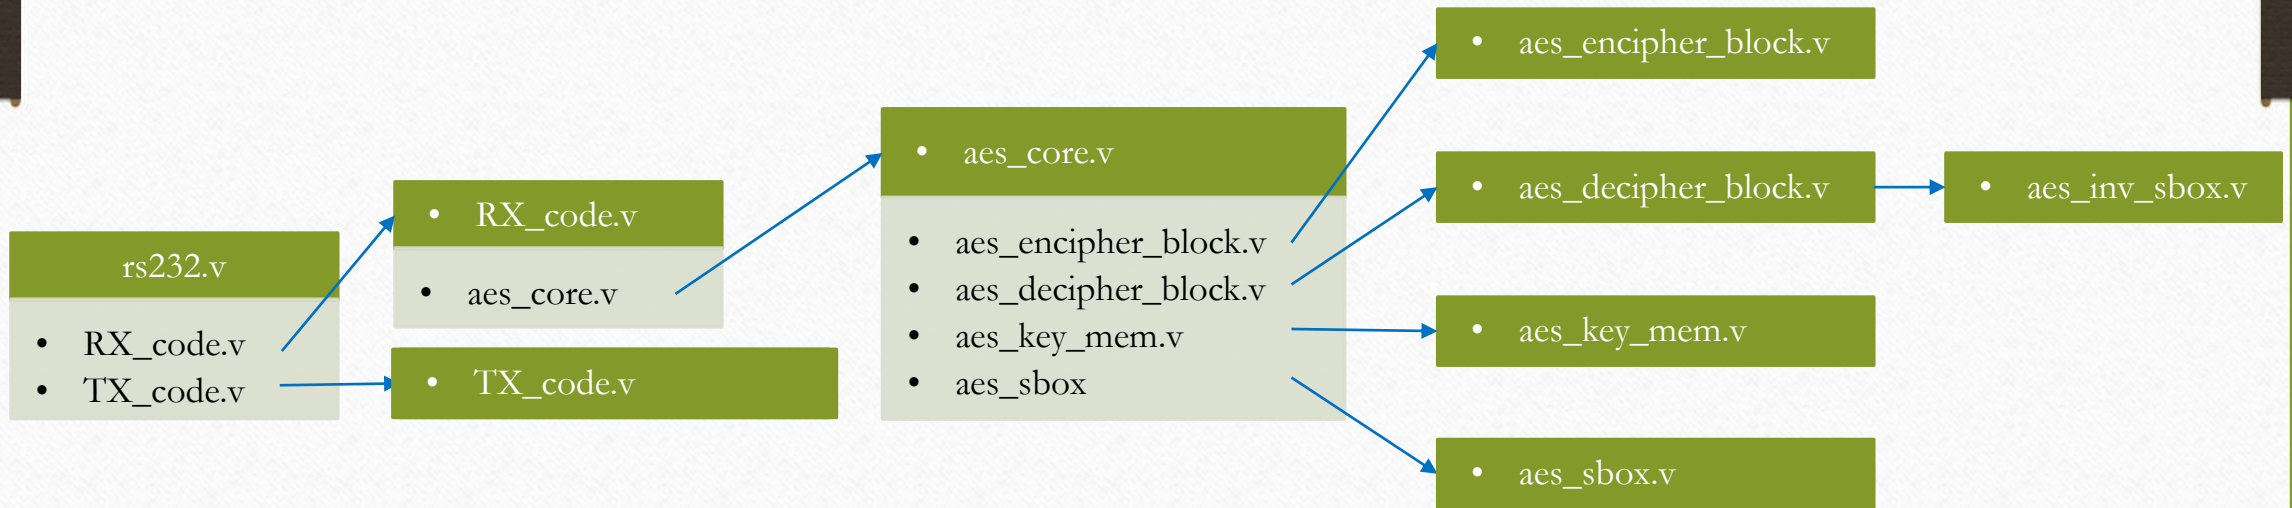 rs232.v
• RX_code.v
• TX_code.v
• RX_code.v
• aes_core.v
• TX_code.v
• aes_core.v
• aes_encipher_block.v
• aes_decipher_block.v
• aes_key_mem.v
• aes_sbox
• aes_encipher_block.v
• aes_decipher_block.v
• aes_inv_sbox.v
• aes_key_mem.v
• aes_sbox.v